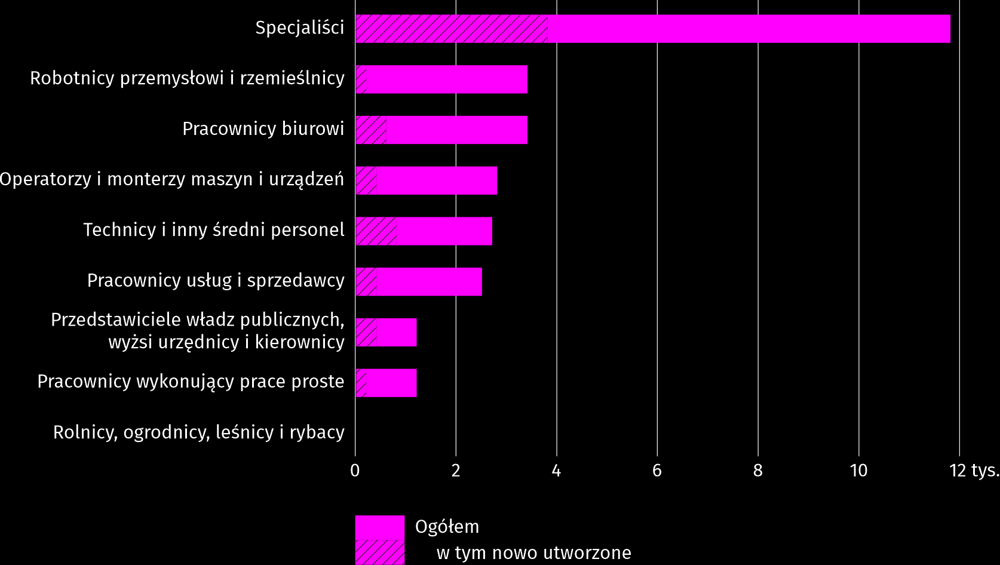 Specjaliści
Robotnicy przemysłowi i rzemieślnicy
Pracownicy biurowi
Operatorzy i monterzy maszyn i urządzeń
Technicy i inny średni personel
Pracownicy usług i sprzedawcy
Przedstawiciele władz publicznych,
wyżsi urzędnicy i kierownicy
Pracownicy wykonujący prace proste
Rolnicy, ogrodnicy, leśnicy i rybacy
0 2 4 6 8 10 12 tys.
Ogółem
w tym nowo utworzone